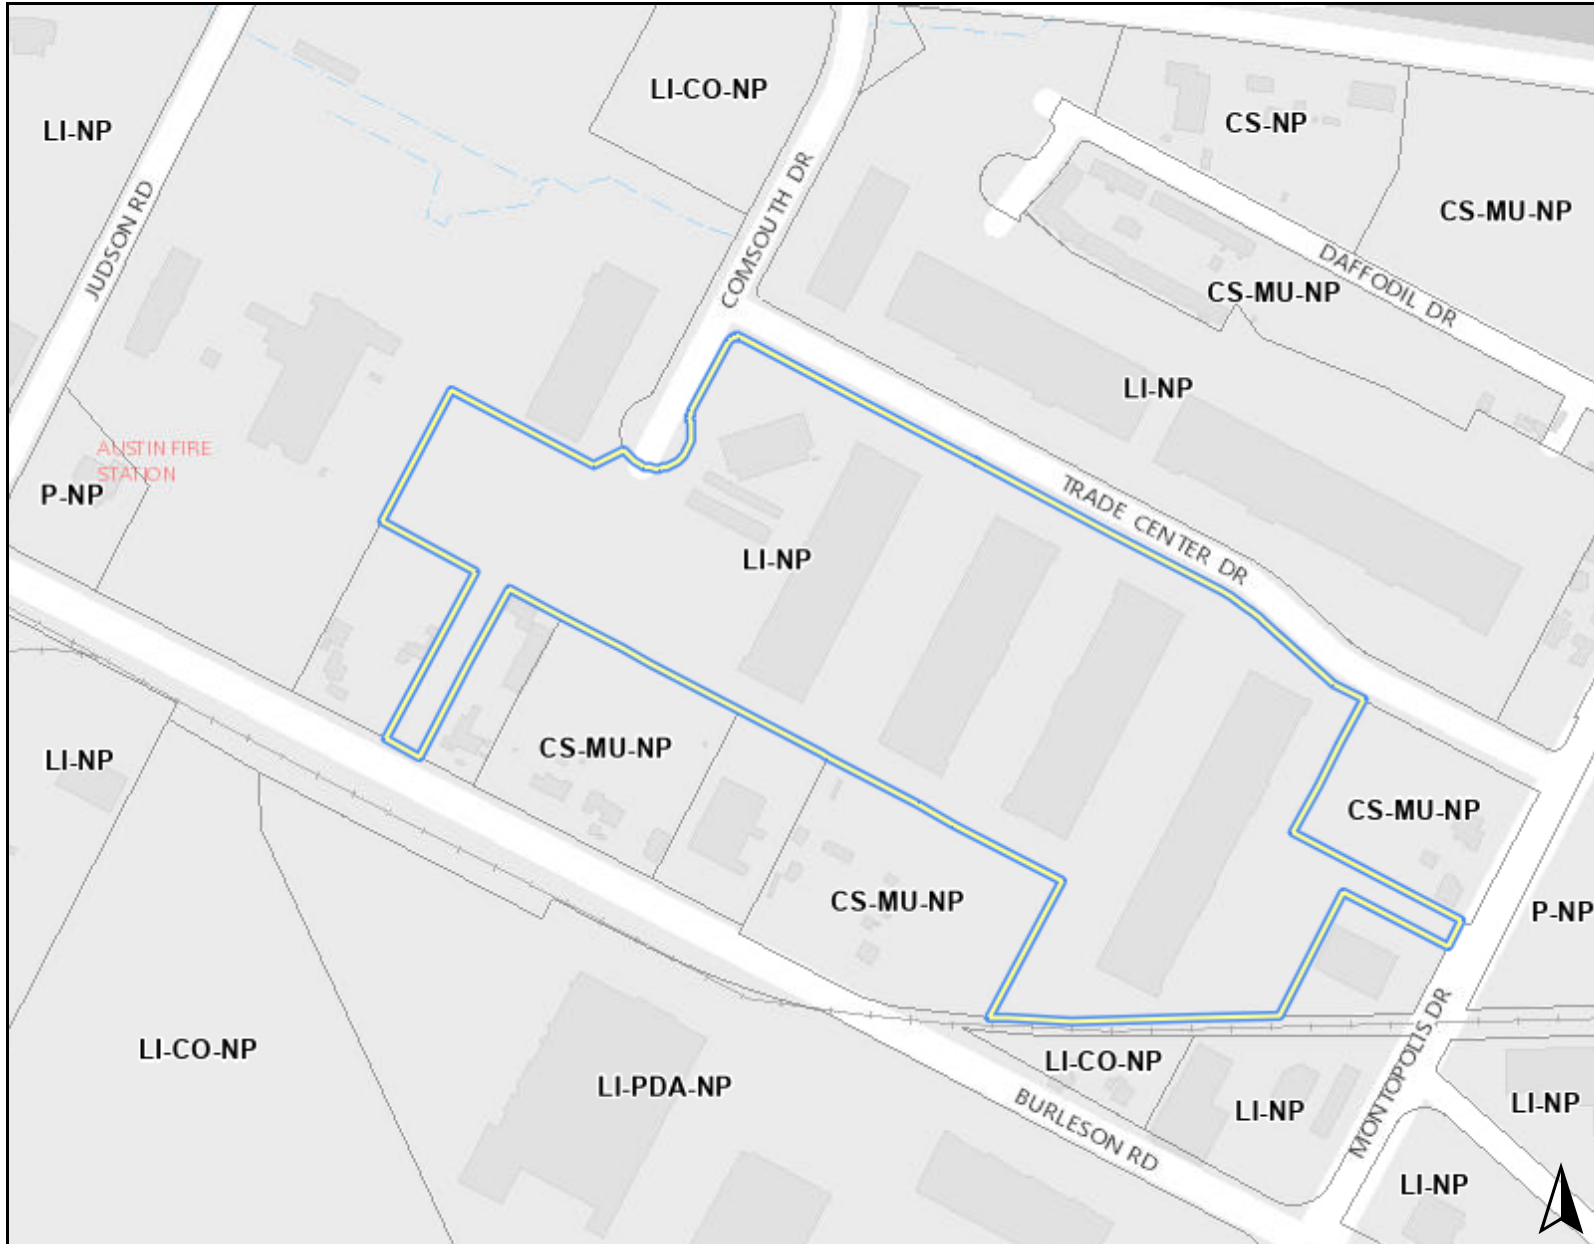 LI-CO-NP
CS-NP
LI-NP
CS-MU-NP
JUDSON RD
COMSOUTH DR
DAFFODIL DR
CS-MU-NP
LI-NP
AUSTIN FIRE
STATION
P-NP
TRADE CENTER DR
LI-NP
CS-MU-NP
LI-NP
CS-MU-NP
CS-MU-NP
P-NP
LI-CO-NP
LI-PDA-NP
LI-CO-NP
BURLESON RD
LI-NP
MONTOPOLIS DR
LI-NP
LI-NP